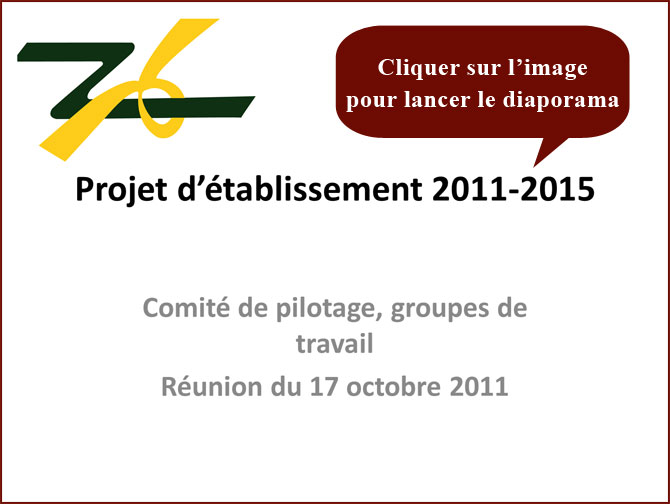 Cliquer sur l’image
pour lancer le diaporama
Projet d’établissement 2011-2015
Comité de pilotage, groupes de
travail
Réunion du 17 octobre 2011